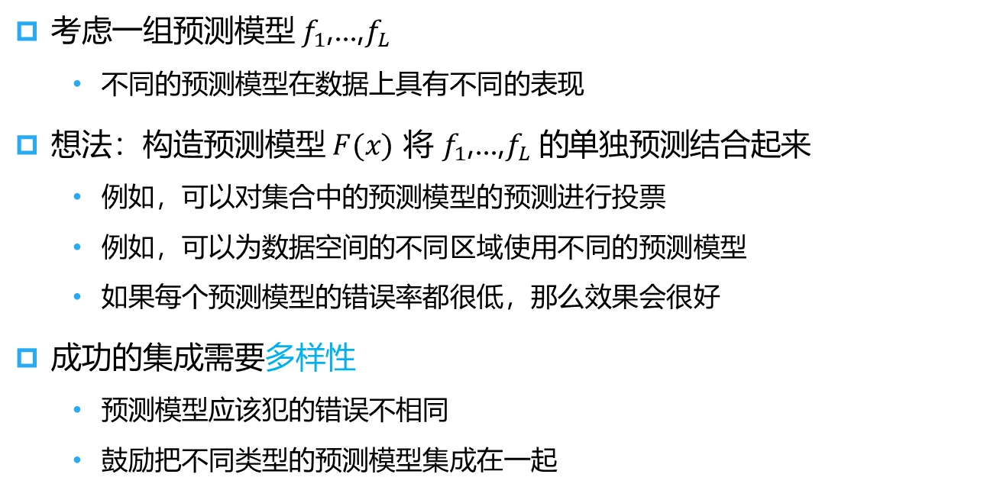 考虑一组预测模型 f₁,…,f_L
不同的预测模型在数据上具有不同的表现
想法：构造预测模型 F(x) 将 f₁,…,f_L 的单独预测结合起来
例如，可以对集合中的预测模型的预测进行投票
例如，可以为数据空间的不同区域使用不同的预测模型
如果每个预测模型的错误率都很低，那么效果会很好
成功的集成需要多样性
预测模型应该犯的错误不相同
鼓励把不同类型的预测模型集成在一起